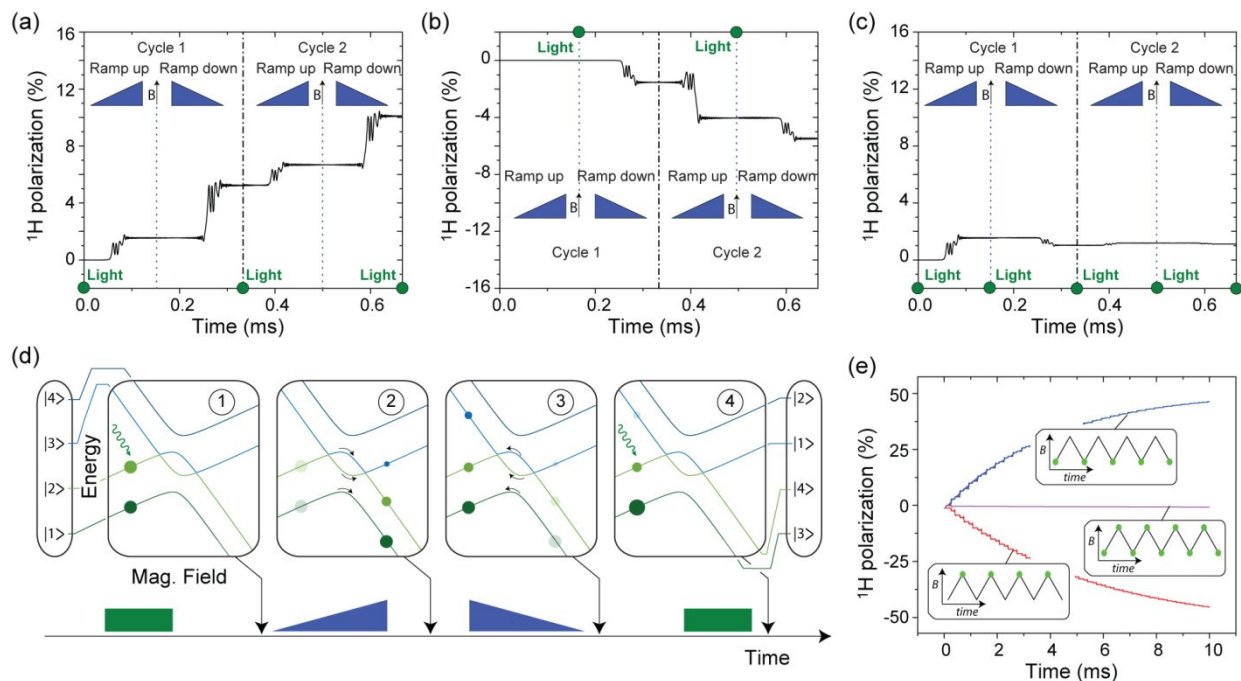 (a)
16
12
8
4
0
¹H polarization (%)
Cycle 1
Cycle 2
Ramp up
Ramp down
Ramp up
Ramp down
B
B
Light
Light
Light
0.0
0.2
0.4
0.6
Time (ms)
(b)
0
-4
-8
-12
-16
¹H polarization (%)
Light
Light
Ramp up
Ramp down
Ramp up
Ramp down
B
B
Cycle 1
Cycle 2
0.0
0.2
0.4
0.6
Time (ms)
(c)
16
12
8
4
0
¹H polarization (%)
Cycle 1
Cycle 2
Ramp up
Ramp down
Ramp up
Ramp down
B
B
Light
Light
Light
Light
0.0
0.2
0.4
0.6
Time (ms)
(d)
|4>
|3>
|2>
|1>
Energy
1
2
3
4
|2>
|1>
|4>
|3>
Mag. Field
Time
(e)
50
25
0
-25
-50
¹H polarization (%)
B
time
B
time
B
time
0
2
4
6
8
10
Time (ms)